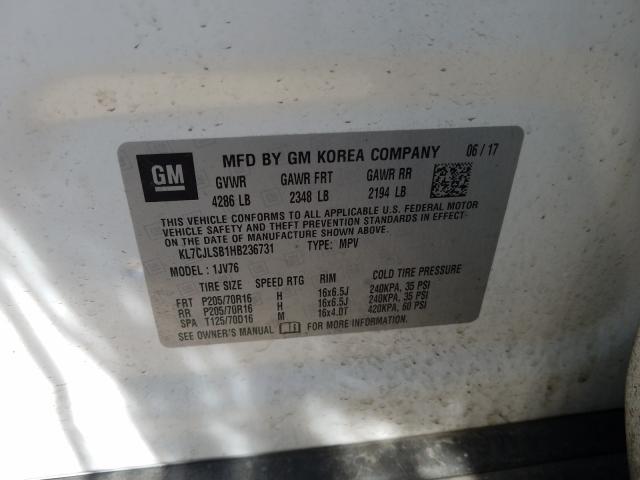 GM
MFD BY GM KOREA COMPANY 06 / 17
GVWR GAWR FRT GAWR RR
4286 LB 2348 LB 2194 LB
THIS VEHICLE CONFORMS TO ALL APPLICABLE U.S. FEDERAL MOTOR
VEHICLE SAFETY AND THEFT PREVENTION STANDARDS IN EFFECT-
ON THE DATE OF MANUFACTURE SHOWN ABOVE.
KL7CJLSB1HB236731 TYPE: MPV
MODEL : 1JV76
TIRE SIZE SPEED RTG RIM COLD TIRE PRESSURE
FRT P205/70R16 H 16x6.5J 240KPA, 35 PSI
RR P205/70R16 H 16x6.5J 240KPA, 35 PSI
SPA T125/70D16 M 16x4.0T 420KPA, 60 PSI
SEE OWNER'S MANUAL FOR MORE INFORMATION.